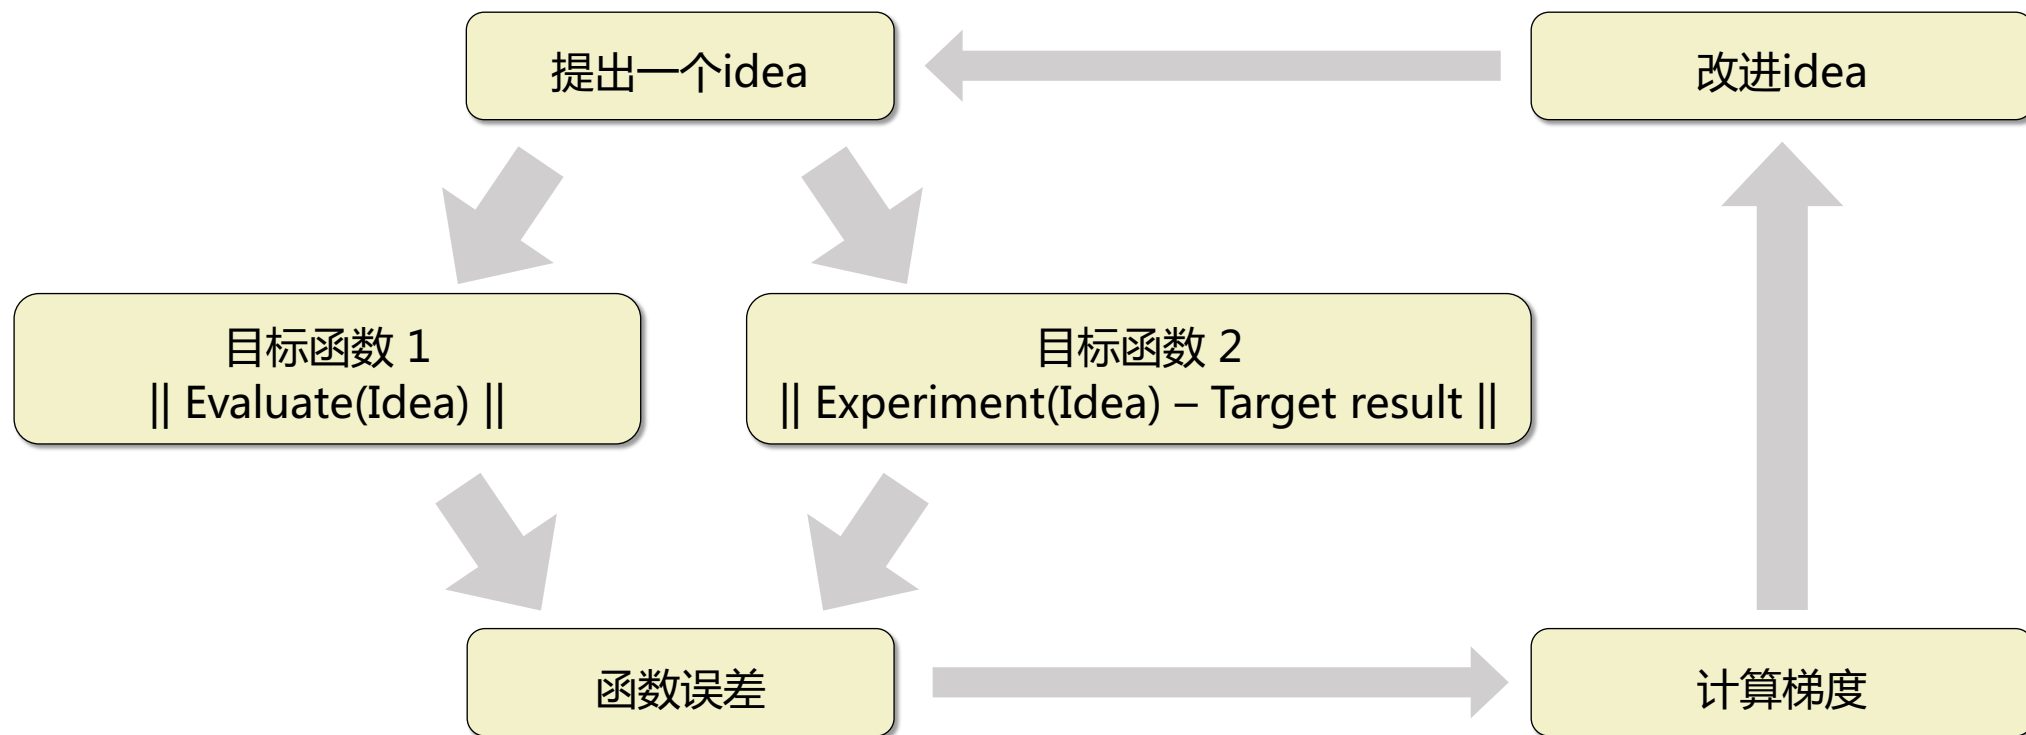 提出一个idea
改进idea
目标函数 1
|| Evaluate(Idea) ||
目标函数 2
|| Experiment(Idea) – Target result ||
函数误差
计算梯度